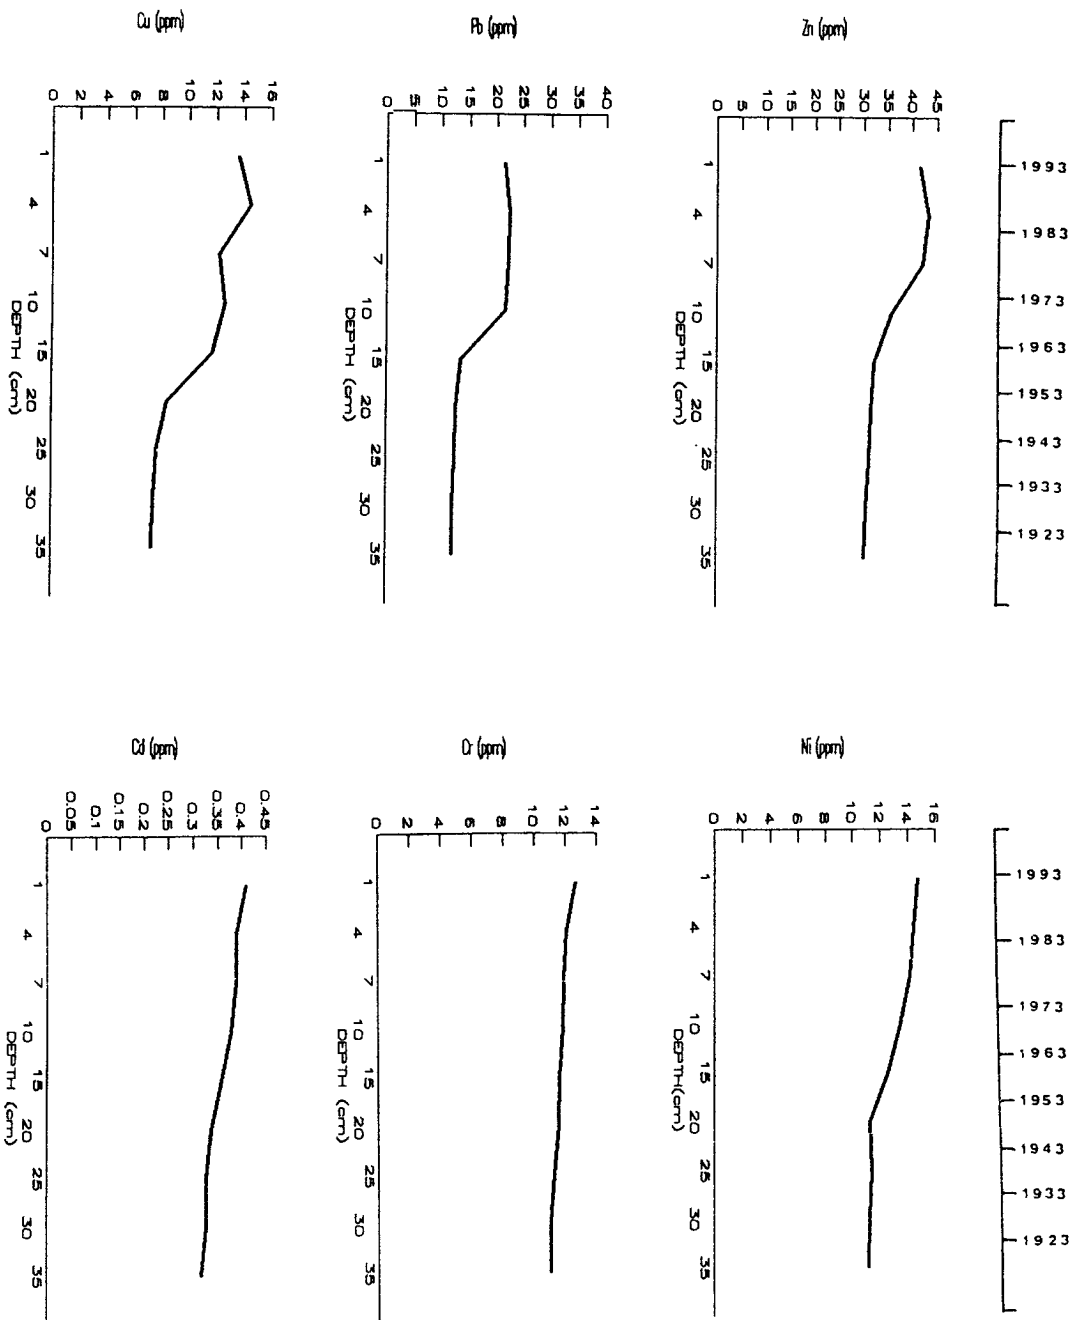 Cu (ppm)
0 2 4 6 8 10 12 14 16
1 4 7 10 15 20 25 30 35
DEPTH (cm)
Pb (ppm)
0 5 10 15 20 25 30 35 40
1 4 7 10 15 20 25 30 35
DEPTH (cm)
Zn (ppm)
0 5 10 15 20 25 30 35 40 45
1 4 7 10 15 20 25 30 35
DEPTH (cm)
1993
1983
1973
1963
1953
1943
1933
1923
Cd (ppm)
0 0.05 0.1 0.15 0.2 0.25 0.3 0.35 0.4 0.45
1 4 7 10 15 20 25 30 35
DEPTH (cm)
Cr (ppm)
0 2 4 6 8 10 12 14
1 4 7 10 15 20 25 30 35
DEPTH (cm)
Ni (ppm)
0 2 4 6 8 10 12 14 16
1 4 7 10 15 20 25 30 35
DEPTH(cm)
1993
1983
1973
1963
1953
1943
1933
1923